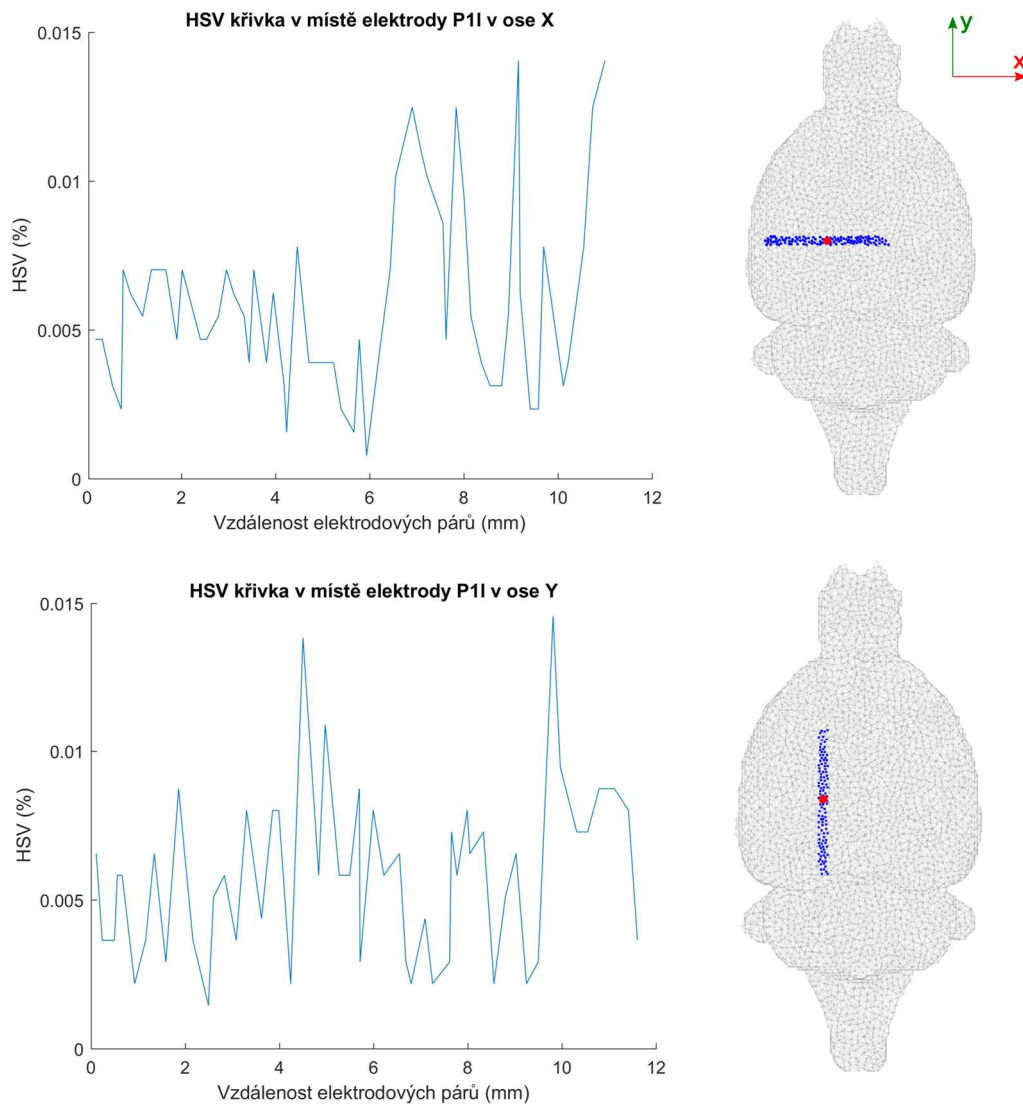 HSV křivka v místě elektrody P1l v ose X
0.015
0.01
0.005
0
HSV (%)
0 2 4 6 8 10 12
Vzdálenost elektrodových párů (mm)
y
x
HSV křivka v místě elektrody P1l v ose Y
0.015
0.01
0.005
0
HSV (%)
0 2 4 6 8 10 12
Vzdálenost elektrodových párů (mm)